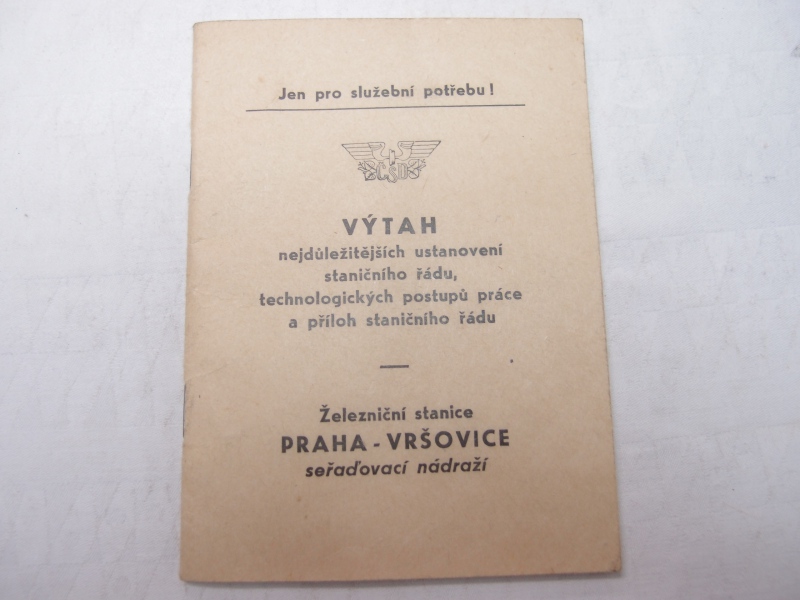 Jen pro služební potřebu!
ČSD
VÝTAH
nejdůležitějších ustanovení
staničního řádu,
technologických postupů práce
a příloh staničního řádu
Železniční stanice
PRAHA - VRŠOVICE
seřaďovací nádraží